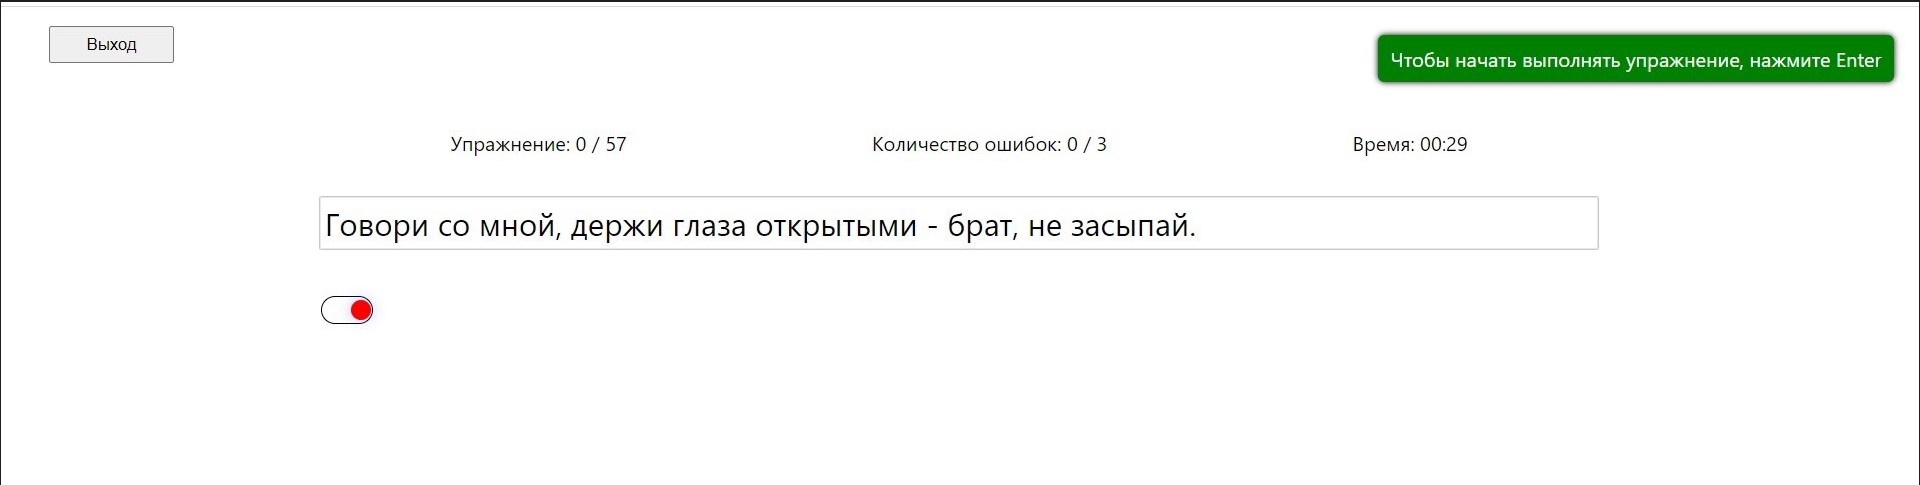 Выход
Чтобы начать выполнять упражнение, нажмите Enter
Упражнение: 0 / 57
Количество ошибок: 0 / 3
Время: 00:29
Говори со мной, держи глаза открытыми - брат, не засыпай.